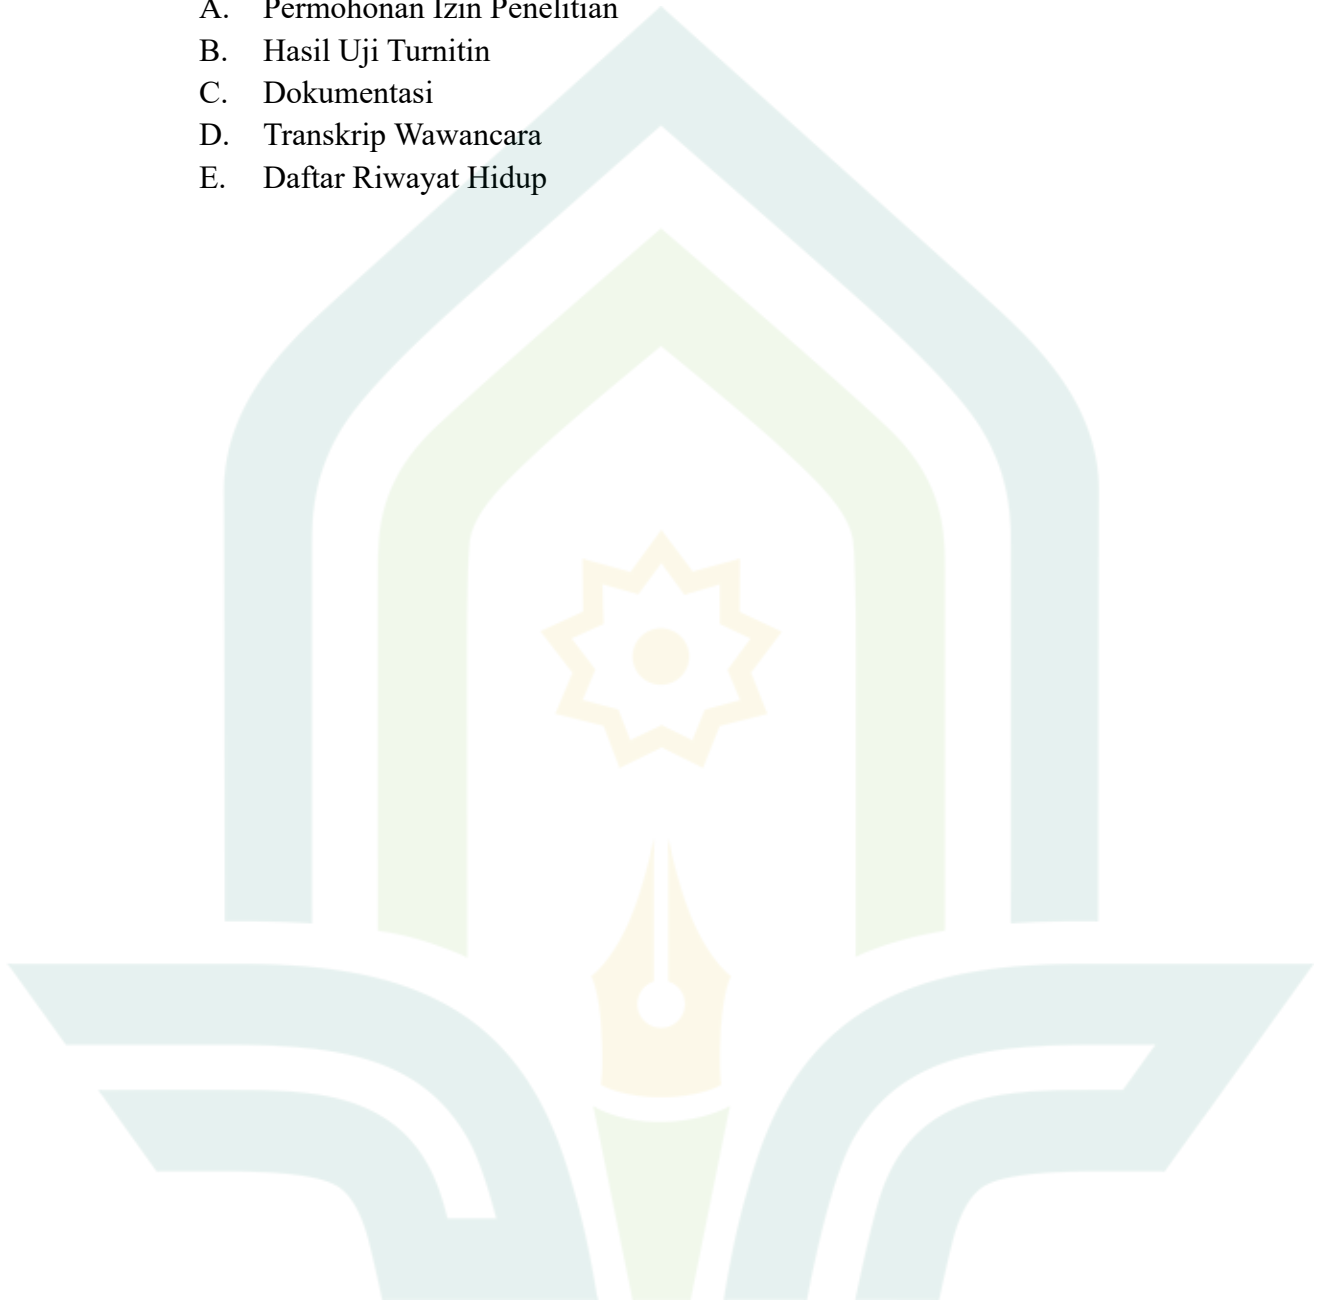 A. Permohonan Izin Penelitian
B. Hasil Uji Turnitin
C. Dokumentasi
D. Transkrip Wawancara
E. Daftar Riwayat Hidup